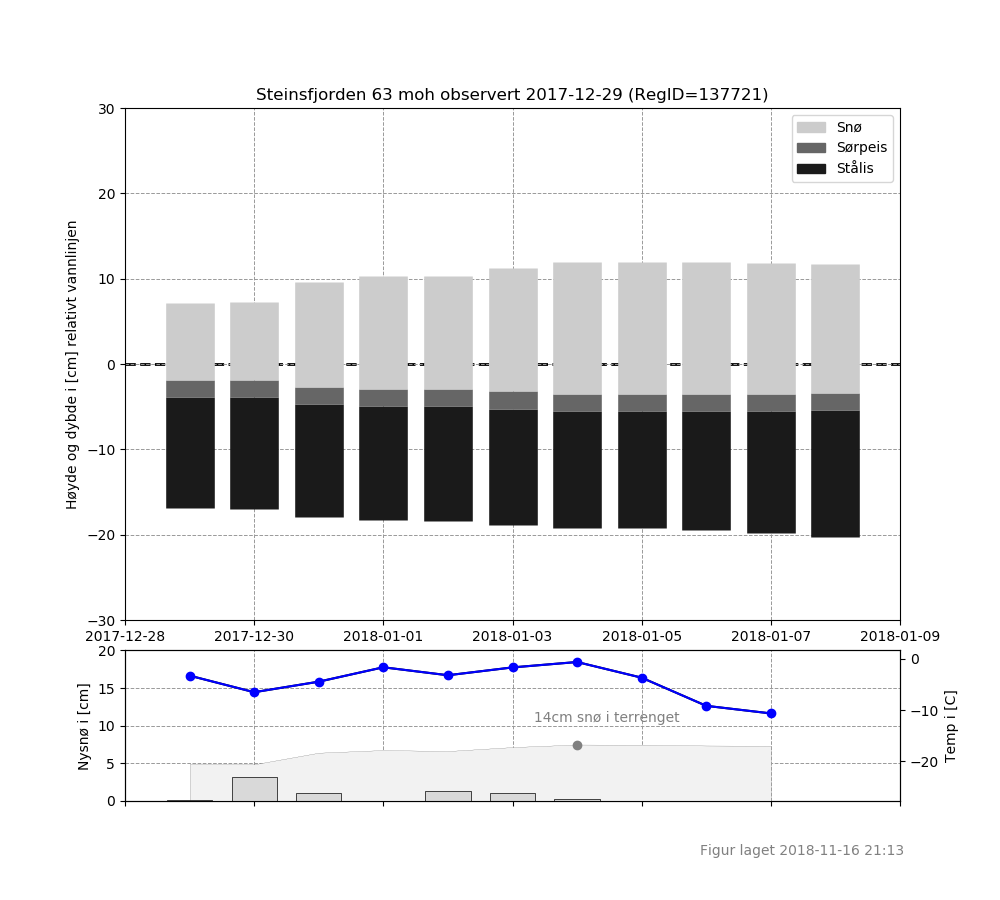 Steinsfjorden 63 moh observert 2017-12-29 (RegID=137721)
Snø
Sørpeis
Stålis
Høyde og dybde i [cm] relativt vannlinjen
30
20
10
0
−10
−20
−30
2017-12-28 2017-12-30 2018-01-01 2018-01-03 2018-01-05 2018-01-07 2018-01-09
Nysnø i [cm]
20
15
10
5
0
14cm snø i terrenget
0
−10
−20
Temp i [C]
Figur laget 2018-11-16 21:13